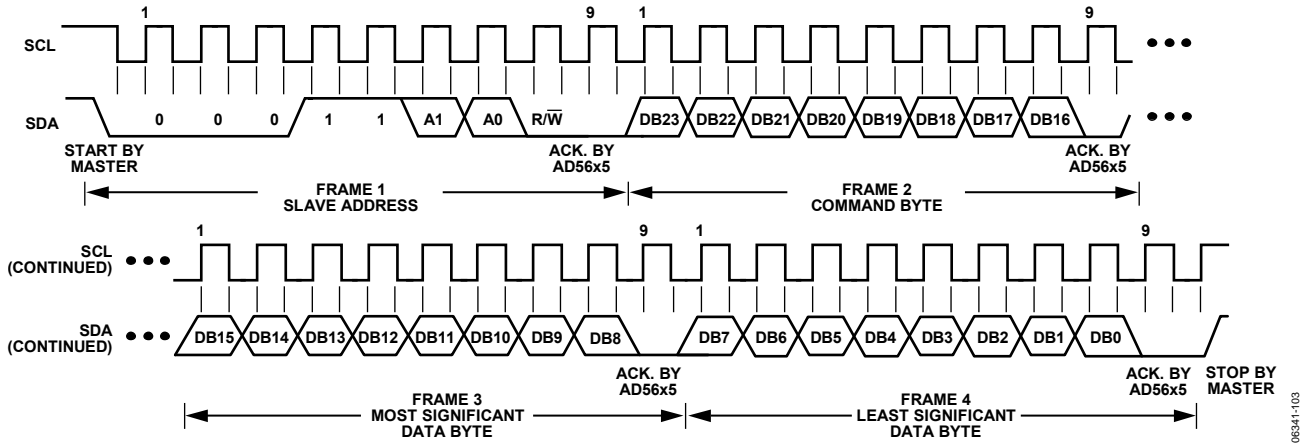 1 9 1 9
SCL
SDA 0 0 0 1 1 A1 A0 R/W̅ DB23 DB22 DB21 DB20 DB19 DB18 DB17 DB16
START BY
MASTER
ACK. BY
AD56x5
ACK. BY
AD56x5
FRAME 1
SLAVE ADDRESS
FRAME 2
COMMAND BYTE
1 9 1 9
SCL
(CONTINUED)
SDA
(CONTINUED)
DB15 DB14 DB13 DB12 DB11 DB10 DB9 DB8 DB7 DB6 DB5 DB4 DB3 DB2 DB1 DB0
ACK. BY
AD56x5
ACK. BY
AD56x5
STOP BY
MASTER
FRAME 3
MOST SIGNIFICANT
DATA BYTE
FRAME 4
LEAST SIGNIFICANT
DATA BYTE
06341-103